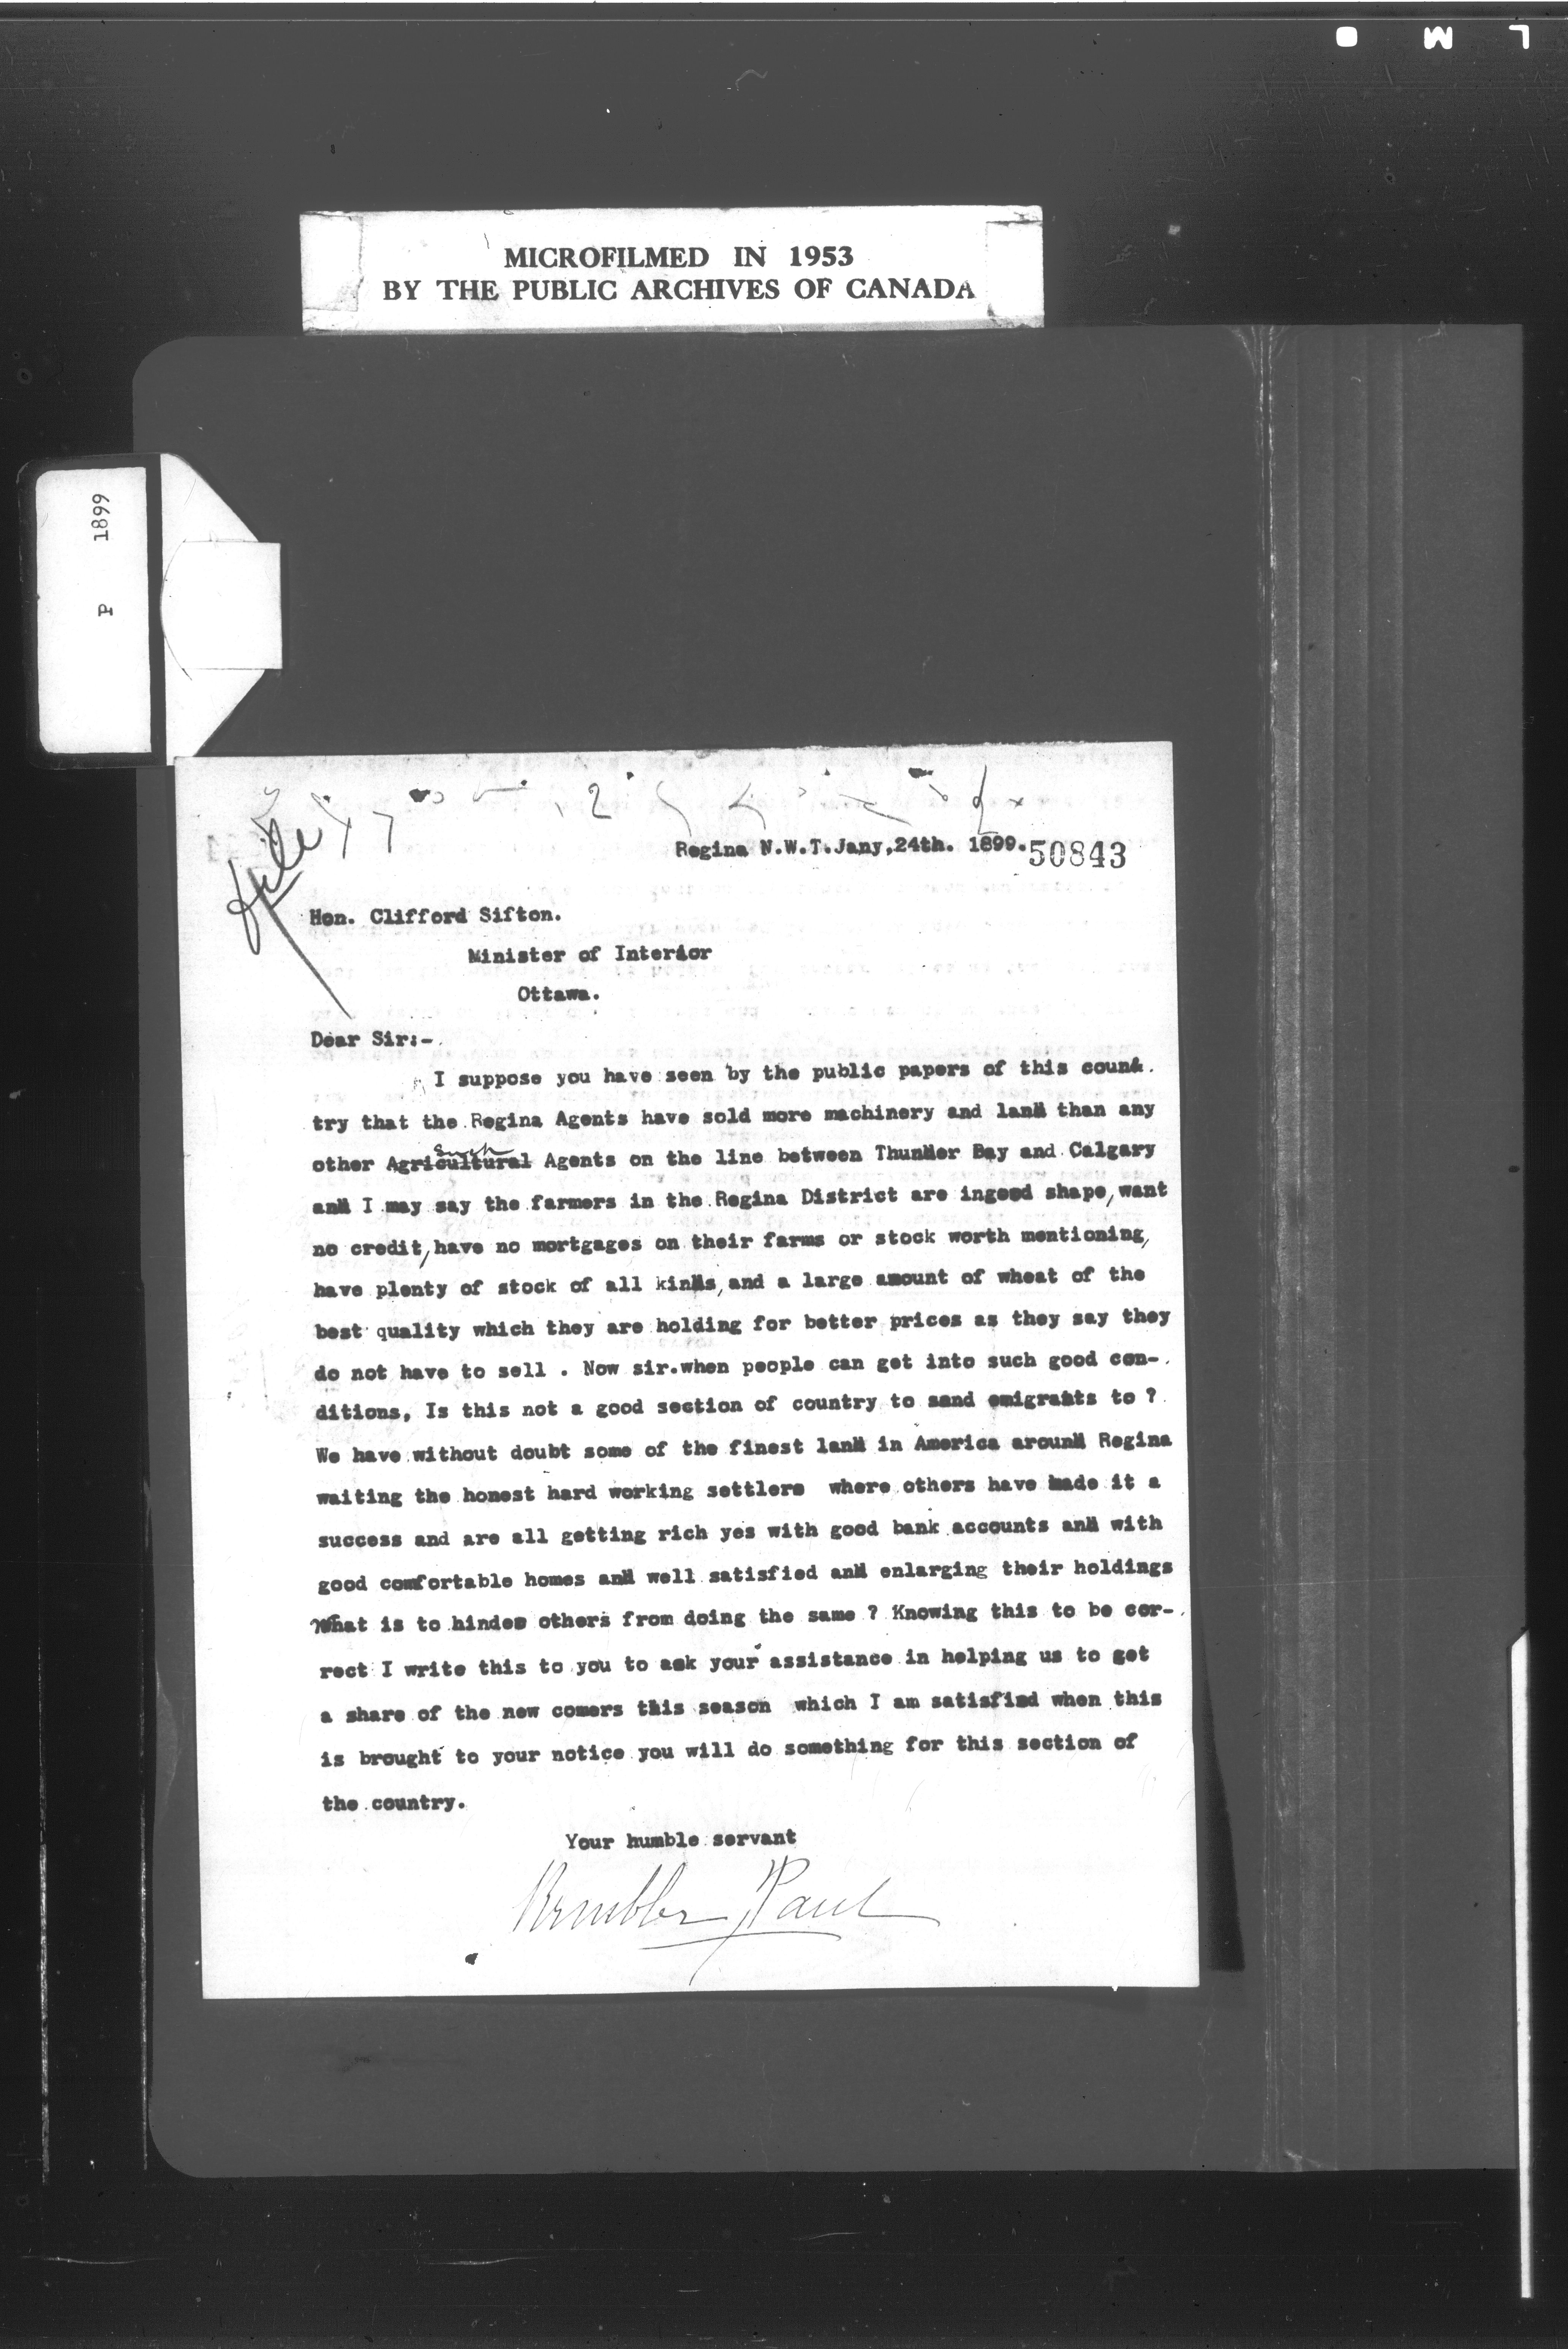 MICROFILMED IN 1953
BY THE PUBLIC ARCHIVES OF CANADA
P 1899
File
Regina N.W.T.Jany,24th. 1899.
50843
Hon. Clifford Sifton.
Minister of Interior
Ottawa.
Dear Sir:-
I suppose you have seen by the public papers of this coun
try that the Regina Agents have sold more machinery and land than any
such
other Agricultural Agents on the line between Thunder Bay and Calgary
and I may say the farmers in the Regina District are ingood shape, want
no credit, have no mortgages on their farms or stock worth mentioning,
have plenty of stock of all kinds, and a large amount of wheat of the
best quality which they are holding for better prices as they say they
do not have to sell . Now sir.when people can get into such good con-
ditions, Is this not a good section of country to send emigrants to ?
We have without doubt some of the finest land in America around Regina
waiting the honest hard working settlers where others have made it a
success and are all getting rich yes with good bank accounts and with
good comfortable homes and well satisfied and enlarging their holdings
What is to hinder others from doing the same ? Knowing this to be cor-
rect I write this to you to ask your assistance in helping us to get
a share of the new comers this season which I am satisfied when this
is brought to your notice you will do something for this section of
the country.
Your humble servant
Paul